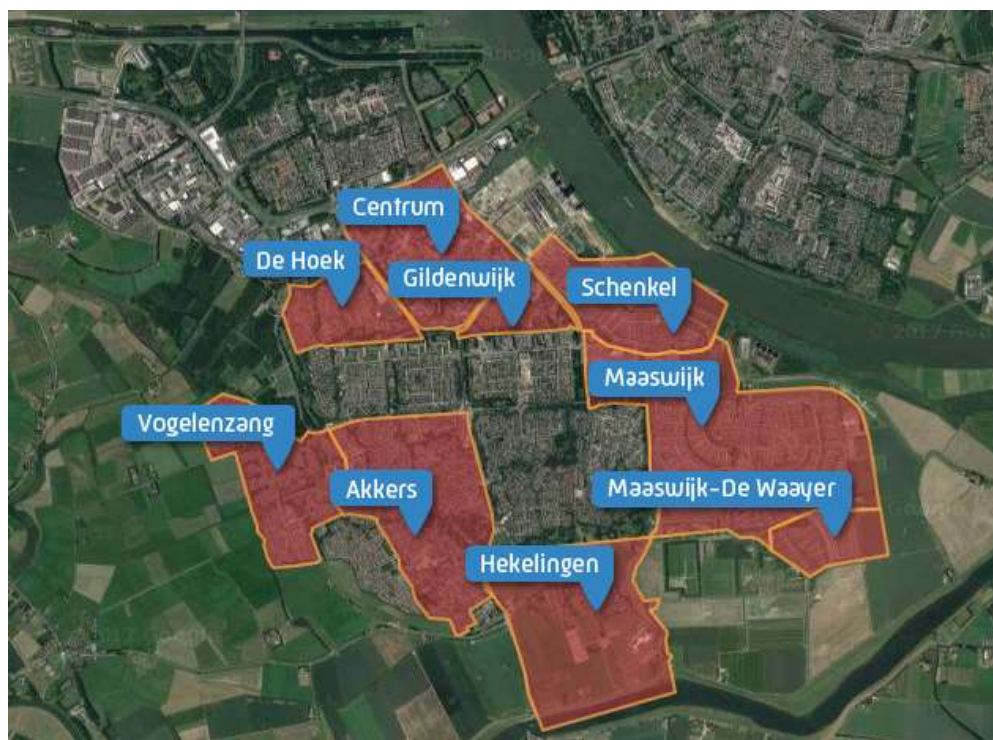 Centrum
De Hoek
Gildenwijk
Schenkel
Maaswijk
Vogelenzang
Akkers
Maaswijk-De Waayer
Hekelingen